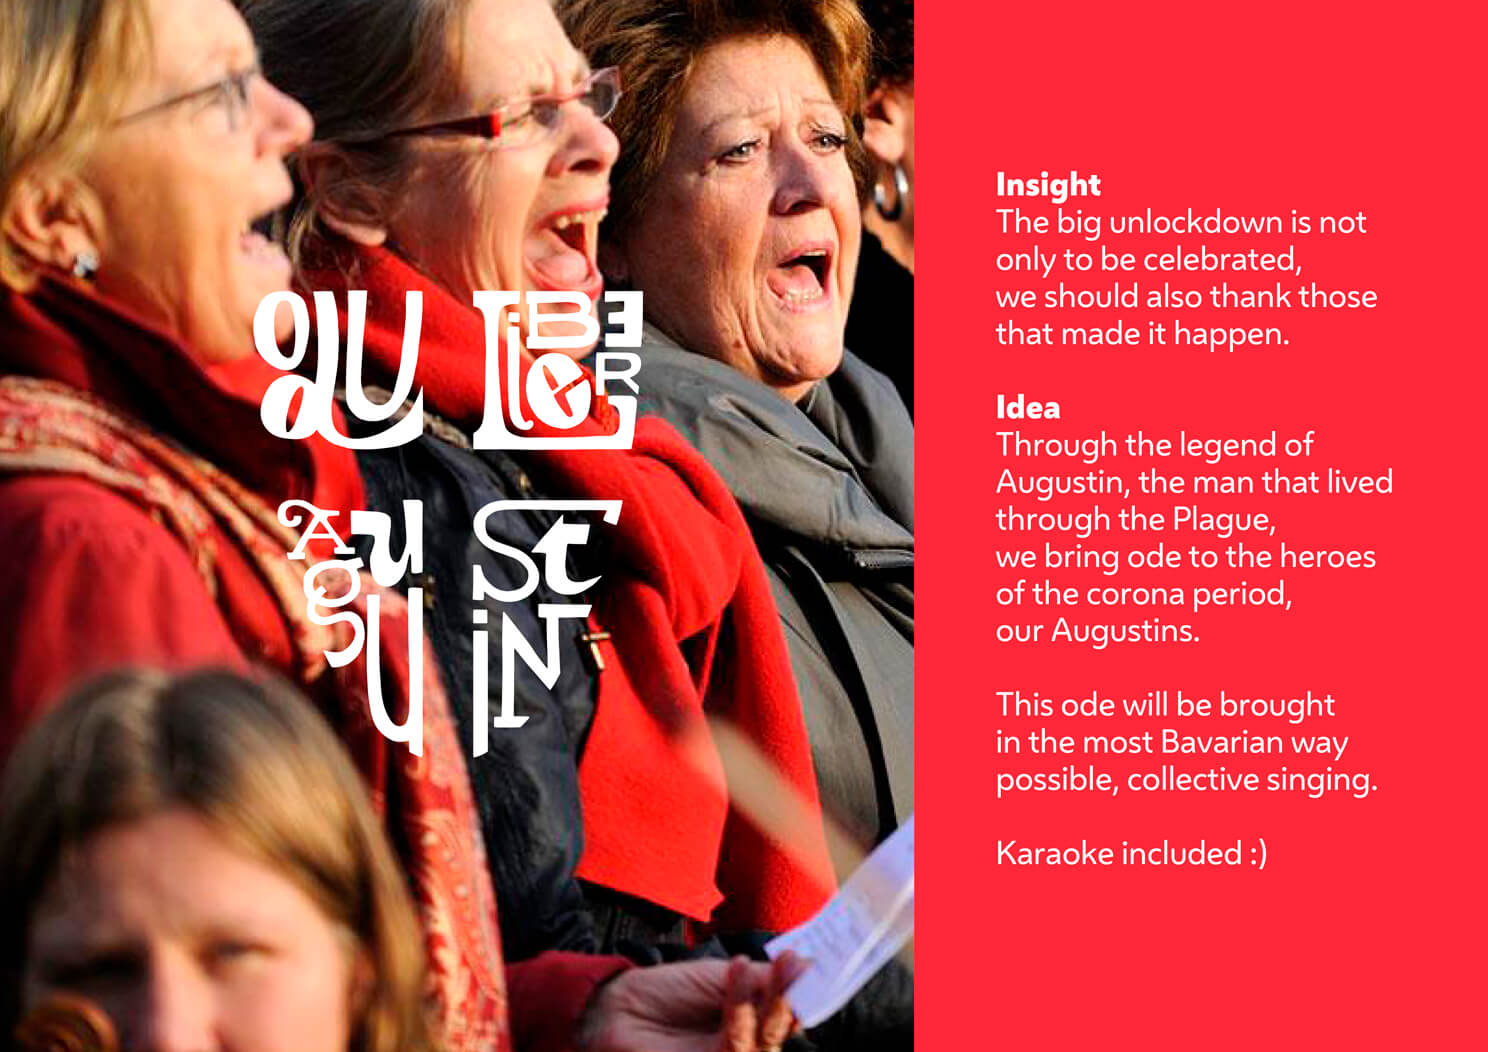 O dU LiEBER
AUGU STiN
Insight
The big unlockdown is not
only to be celebrated,
we should also thank those
that made it happen.
Idea
Through the legend of
Augustin, the man that lived
through the Plague,
we bring ode to the heroes
of the corona period,
our Augustins.
This ode will be brought
in the most Bavarian way
possible, collective singing.
Karaoke included :)